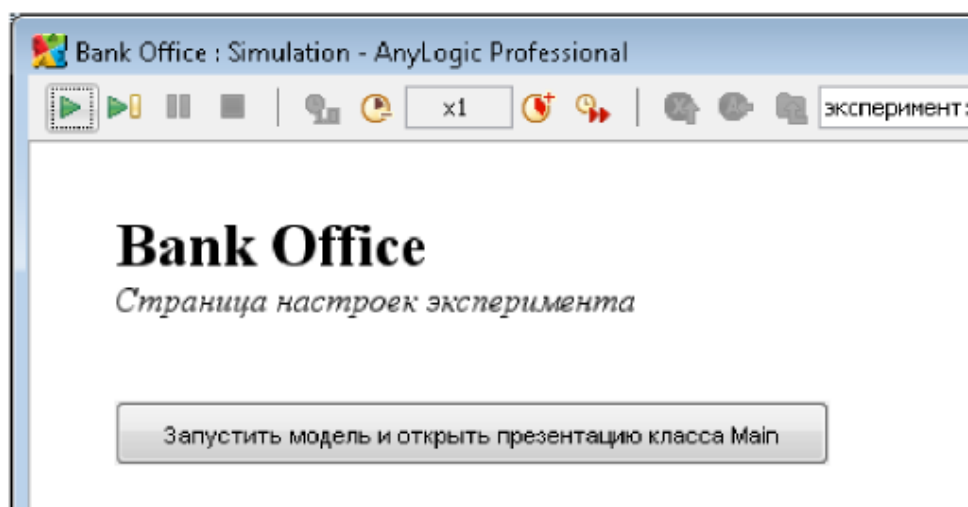 Bank Office : Simulation - AnyLogic Professional
x1 эксперимент:
Bank Office
Страница настроек эксперимента
Запустить модель и открыть презентацию класса Main